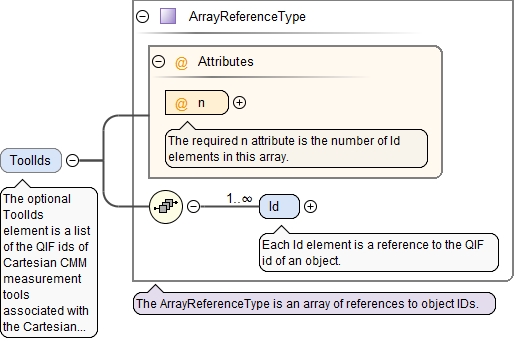 ArrayReferenceType
@ Attributes
@ n
The required n attribute is the number of Id
elements in this array.
ToolIds
The optional
ToolIds
element is a list
of the QIF ids of
Cartesian CMM
measurement
tools
associated with
the Cartesian...
1..∞
Id
Each Id element is a reference to the QIF
id of an object.
The ArrayReferenceType is an array of references to object IDs.